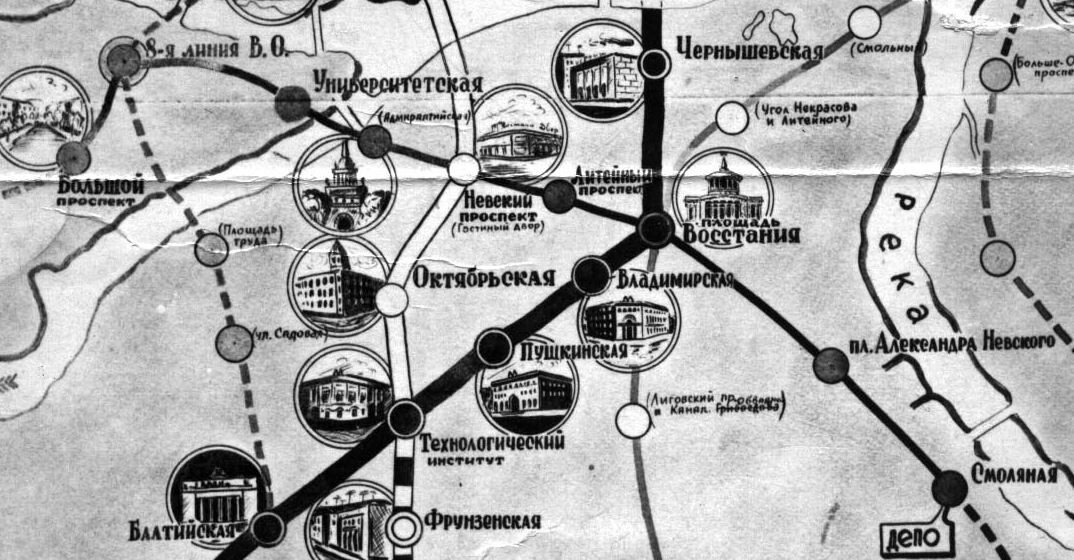 8-я линия В.О.
Чернышевская
(Смольный)
Университетская
(Адмиралтейская)
(Угол Некрасова
и Литейного)
Большой
проспект
Невский
проспект
(Гостиный двор)
Литейный
проспект
площадь
Восстания
(Площадь
труда)
река
Октябрьская
Владимирская
(ул. Садовая)
Пушкинская
пл. Александра Невского
(Лиговский пр.
и Канал. Грибоедова)
Технологический
институт
Смоляная
Балтийская
Фрунзенская
депо